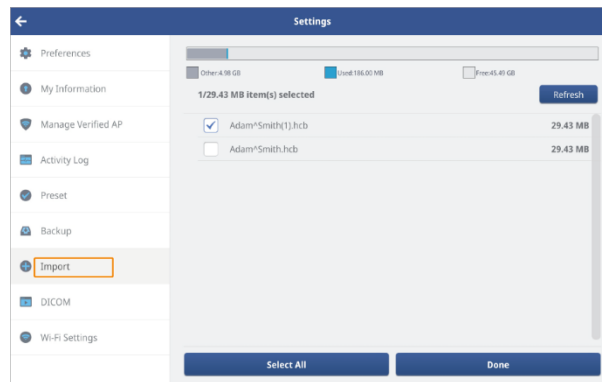 Settings
Preferences
My Information
Manage Verified AP
Activity Log
Preset
Backup
Import
DICOM
Wi-Fi Settings
Other:4.98 GB Used:186.00 MB Free:45.49 GB
1/29.43 MB item(s) selected Refresh
Adam^Smith(1).hcb 29.43 MB
Adam^Smith.hcb 29.43 MB
Select All Done